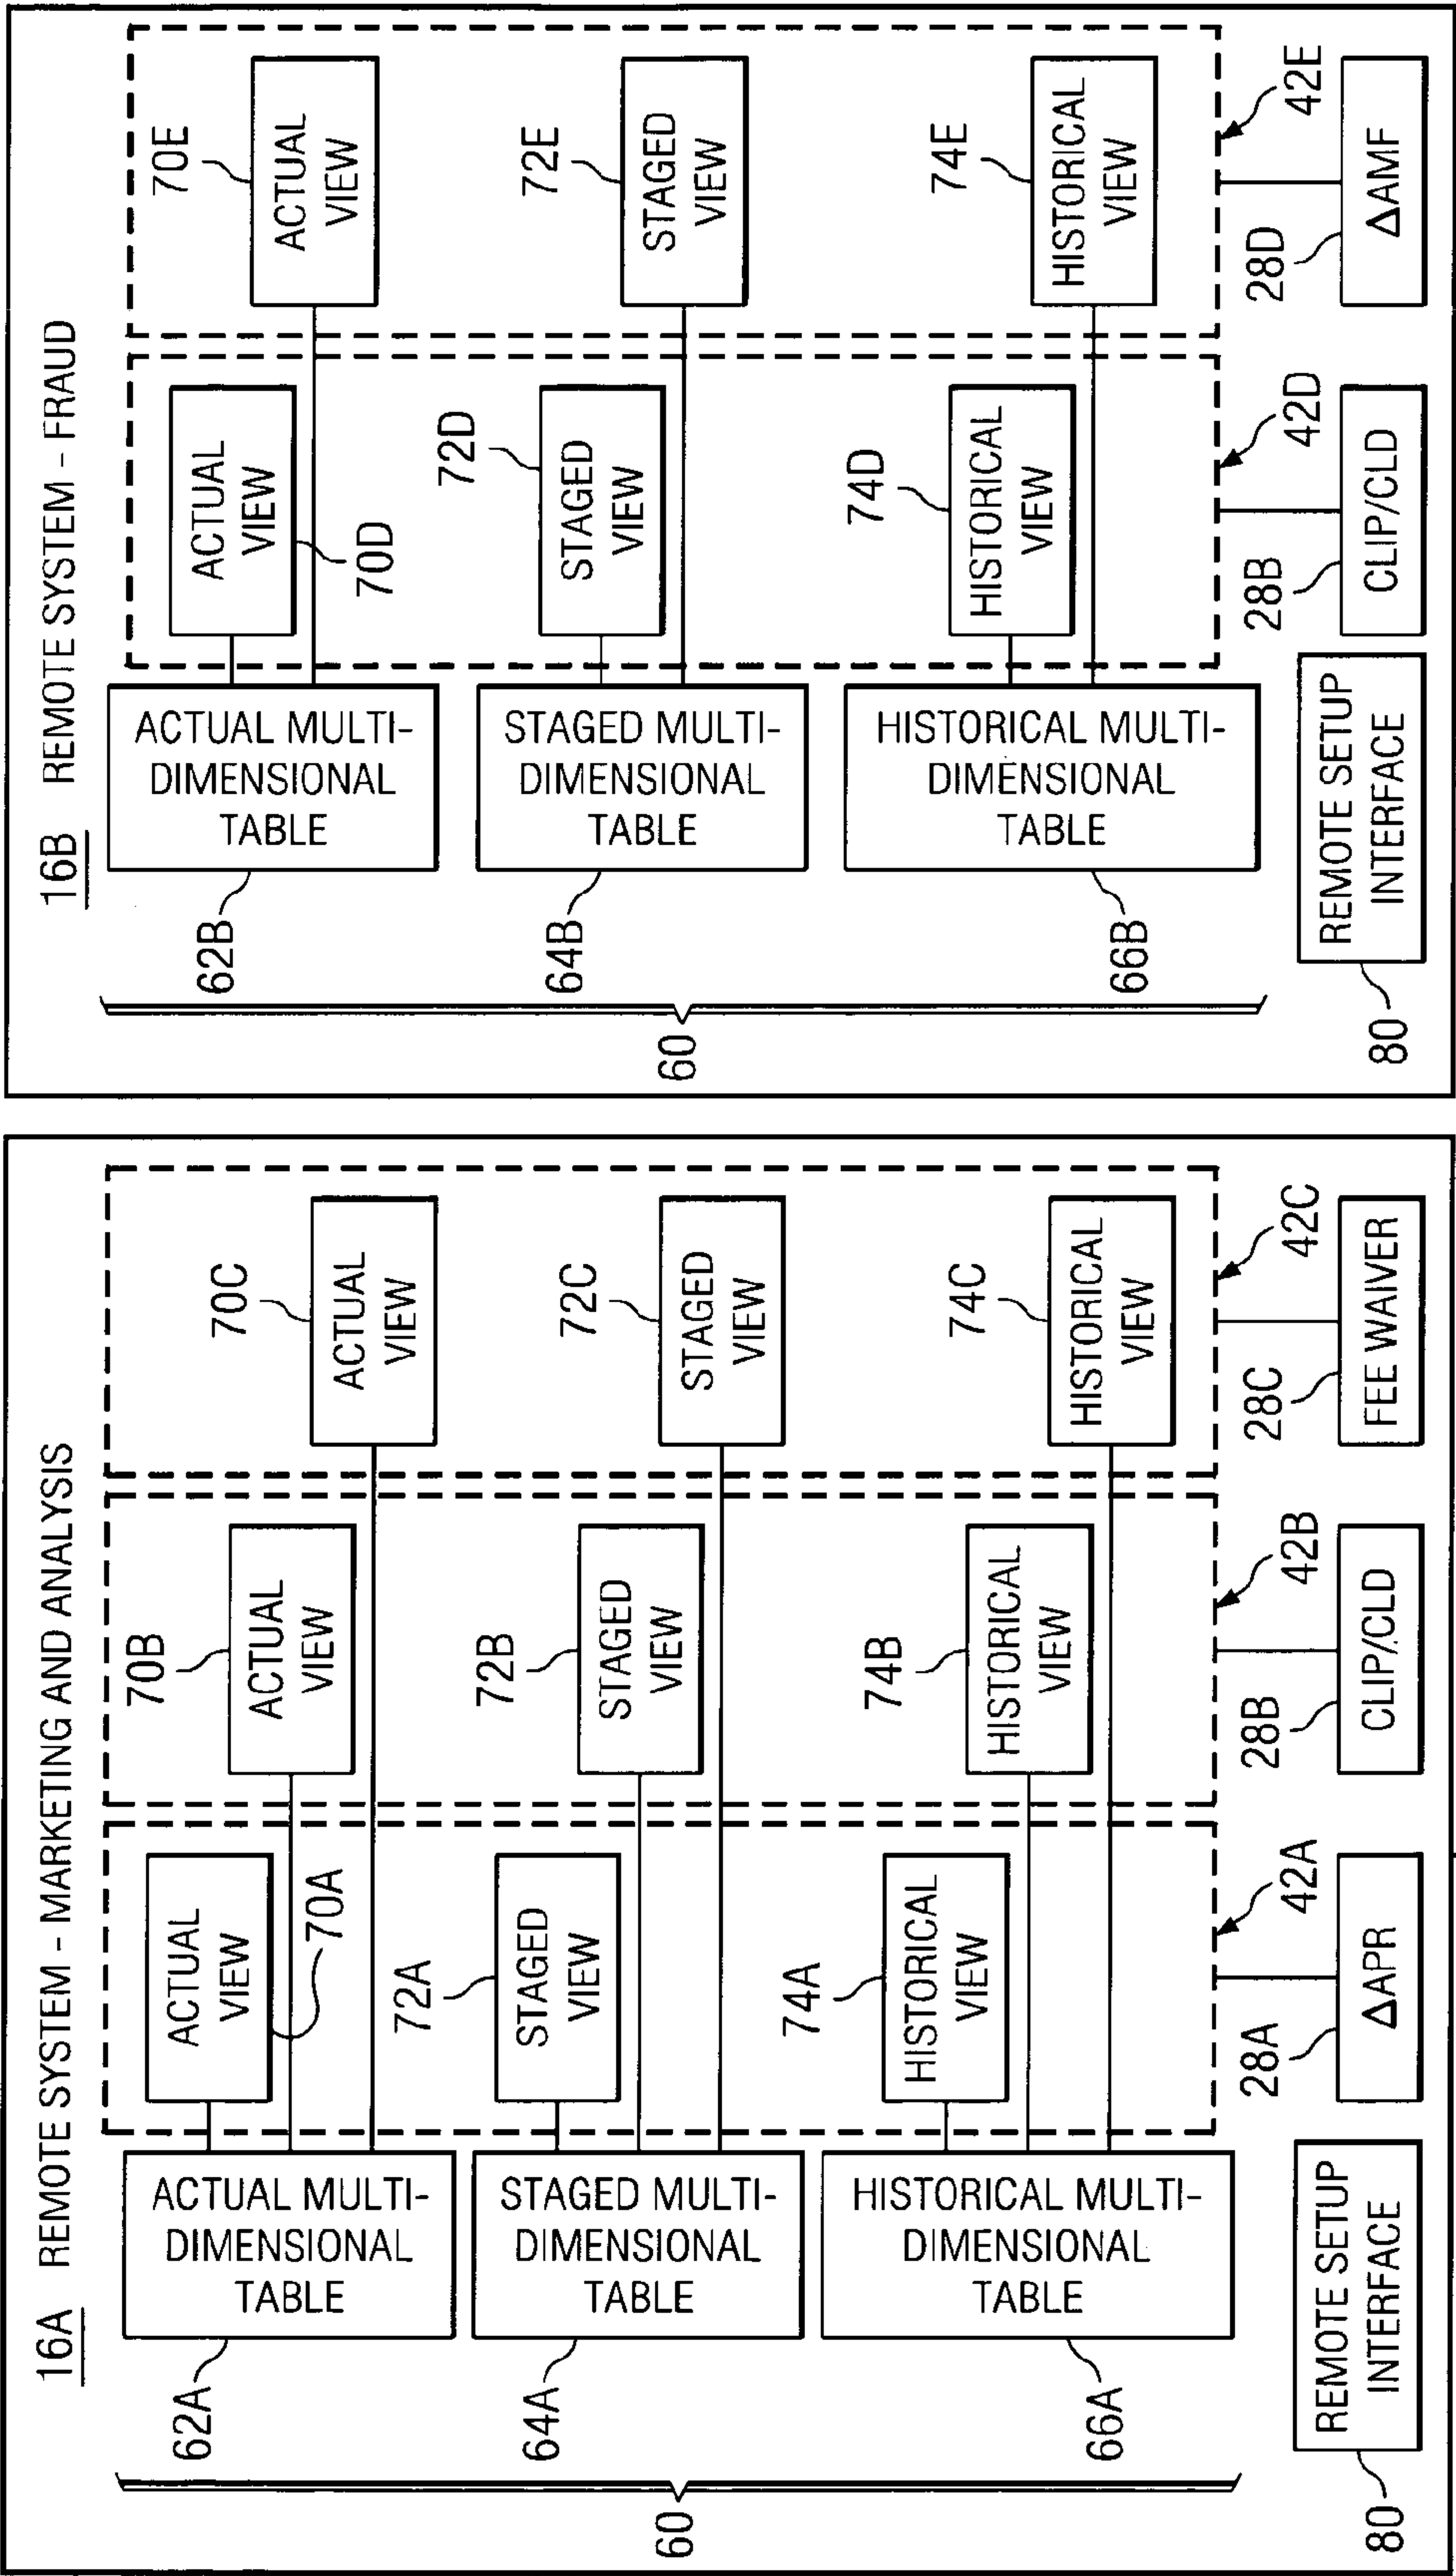 16A REMOTE SYSTEM - MARKETING AND ANALYSIS
62A
ACTUAL MULTI-
DIMENSIONAL
TABLE
ACTUAL
VIEW
70A
70B
ACTUAL
VIEW
70C
ACTUAL
VIEW
60
64A
STAGED MULTI-
DIMENSIONAL
TABLE
72A
STAGED
VIEW
72B
STAGED
VIEW
72C
STAGED
VIEW
66A
HISTORICAL MULTI-
DIMENSIONAL
TABLE
74A
HISTORICAL
VIEW
74B
HISTORICAL
VIEW
74C
HISTORICAL
VIEW
80
REMOTE SETUP
INTERFACE
28A
42A
ΔAPR
28B
42B
CLIP/CLD
28C
42C
FEE WAIVER
16B REMOTE SYSTEM - FRAUD
62B
ACTUAL MULTI-
DIMENSIONAL
TABLE
ACTUAL
VIEW
70D
70E
ACTUAL
VIEW
60
64B
STAGED MULTI-
DIMENSIONAL
TABLE
72D
STAGED
VIEW
72E
STAGED
VIEW
66B
HISTORICAL MULTI-
DIMENSIONAL
TABLE
74D
HISTORICAL
VIEW
74E
HISTORICAL
VIEW
80
REMOTE SETUP
INTERFACE
28B
42D
CLIP/CLD
28D
42E
ΔAMF